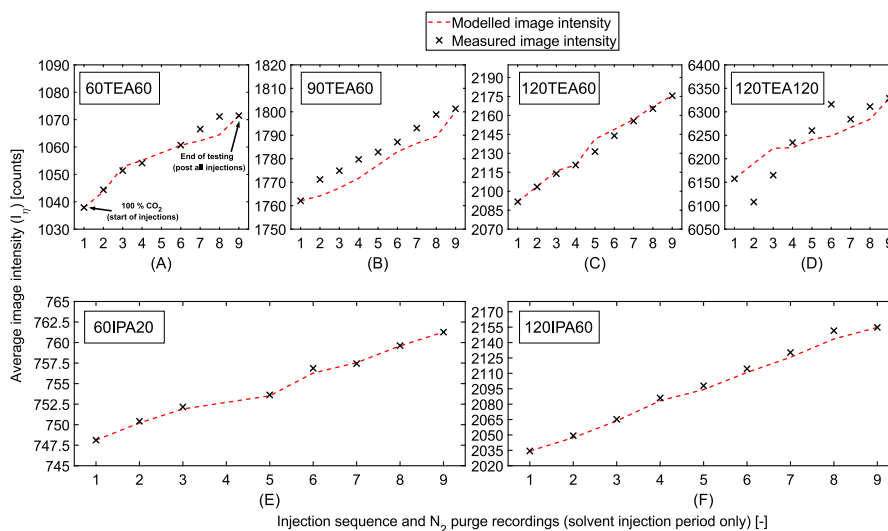 Modelled image intensity
Measured image intensity
Average image intensity (I_η) [counts]
1090
1080
1070
1060
1050
1040
1030
60TEA60
100 % CO₂
(start of injections)
End of testing
(post all injections)
1 2 3 4 5 6 7 8 9
(A)
1820
1810
1800
1790
1780
1770
1760
1750
90TEA60
1 2 3 4 5 6 7 8 9
(B)
2190
2175
2160
2145
2130
2115
2100
2085
2070
120TEA60
1 2 3 4 5 6 7 8 9
(C)
6400
6350
6300
6250
6200
6150
6100
6050
120TEA120
1 2 3 4 5 6 7 8 9
(D)
765
762.5
760
757.5
755
752.5
750
747.5
745
60IPA20
1 2 3 4 5 6 7 8 9
(E)
2170
2155
2140
2125
2110
2095
2080
2065
2050
2035
2020
120IPA60
1 2 3 4 5 6 7 8 9
(F)
Injection sequence and N₂ purge recordings (solvent injection period only) [-]